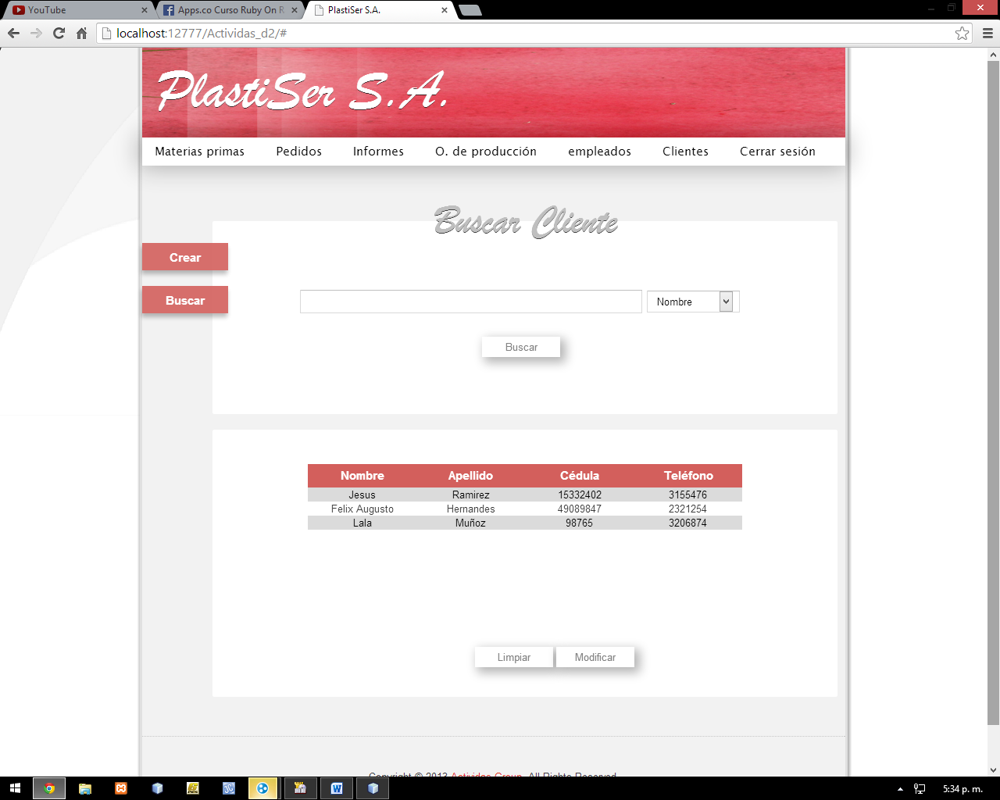 YouTube
Apps.co Curso Ruby On R
PlastiSer S.A.
localhost:12777/Actividas_d2/#
PlastiSer S.A.
Materias primas Pedidos Informes O. de producción empleados Clientes Cerrar sesión
Buscar Cliente
Crear
Buscar
Nombre
Buscar
Nombre Apellido Cédula Teléfono
Jesus Ramirez 15332402 3155476
Felix Augusto Hernandes 49089847 2321254
Lala Muñoz 98765 3206874
Limpiar Modificar
Copyright © 2013 Actividas Group. All Rights Reserved
5:34 p. m.